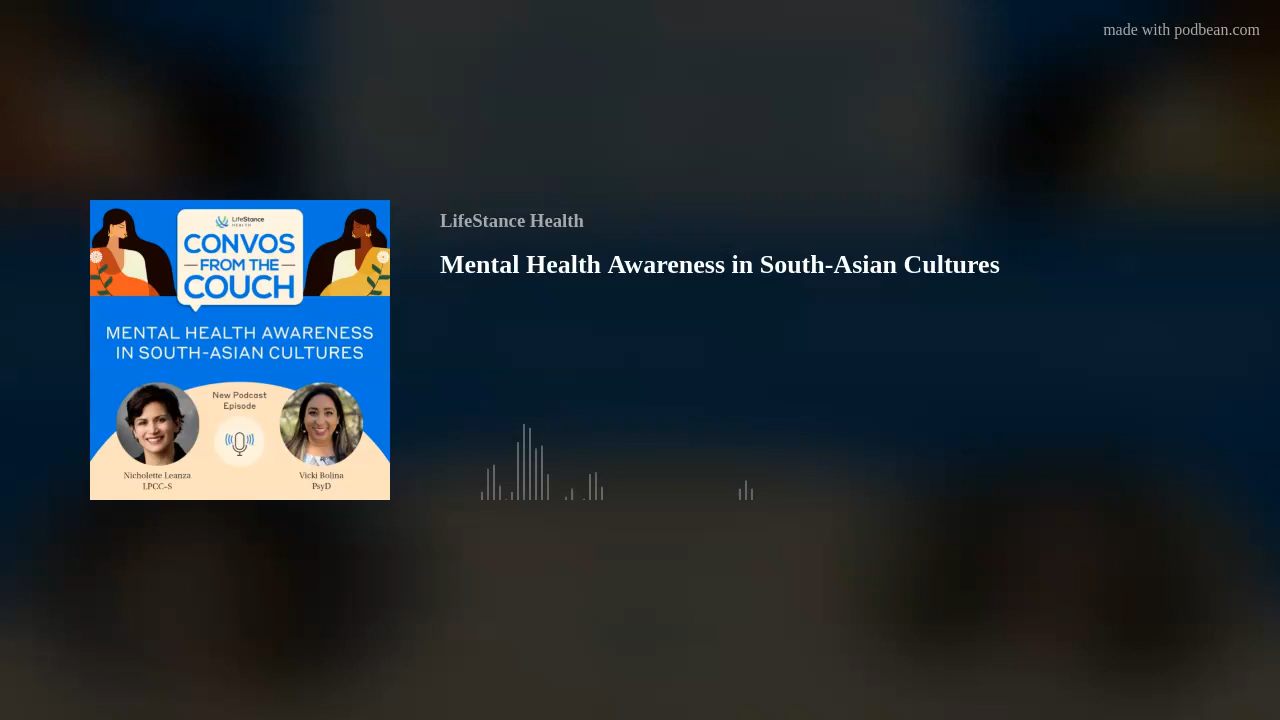 made with podbean.com
LifeStance
HEALTH
CONVOS
FROM THE
COUCH
MENTAL HEALTH AWARENESS
IN SOUTH-ASIAN CULTURES
New Podcast
Episode
Nicholette Leanza
LPCC-S
Vicki Bolina
PsyD
LifeStance Health
Mental Health Awareness in South-Asian Cultures